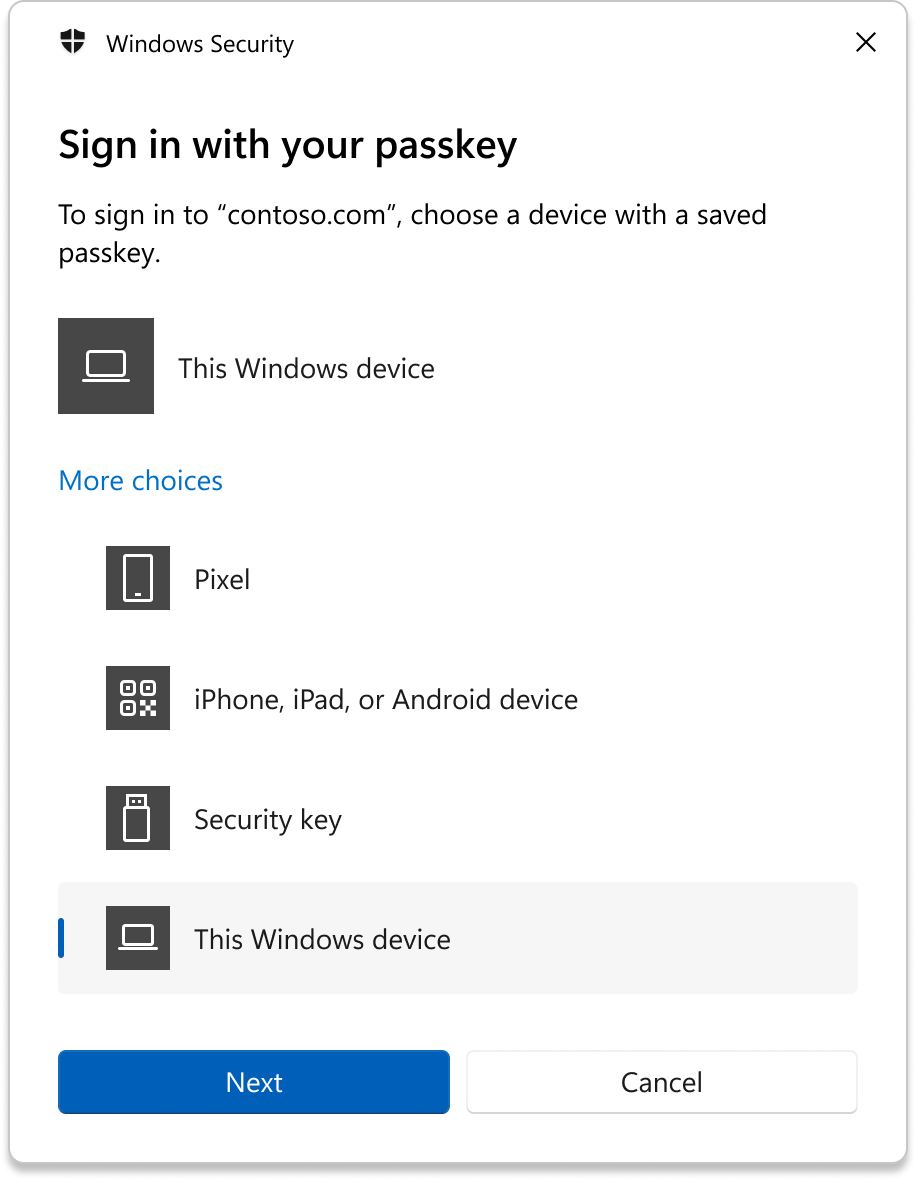 Windows Security
Sign in with your passkey
To sign in to “contoso.com”, choose a device with a saved
passkey.
This Windows device
More choices
Pixel
iPhone, iPad, or Android device
Security key
This Windows device
Next
Cancel